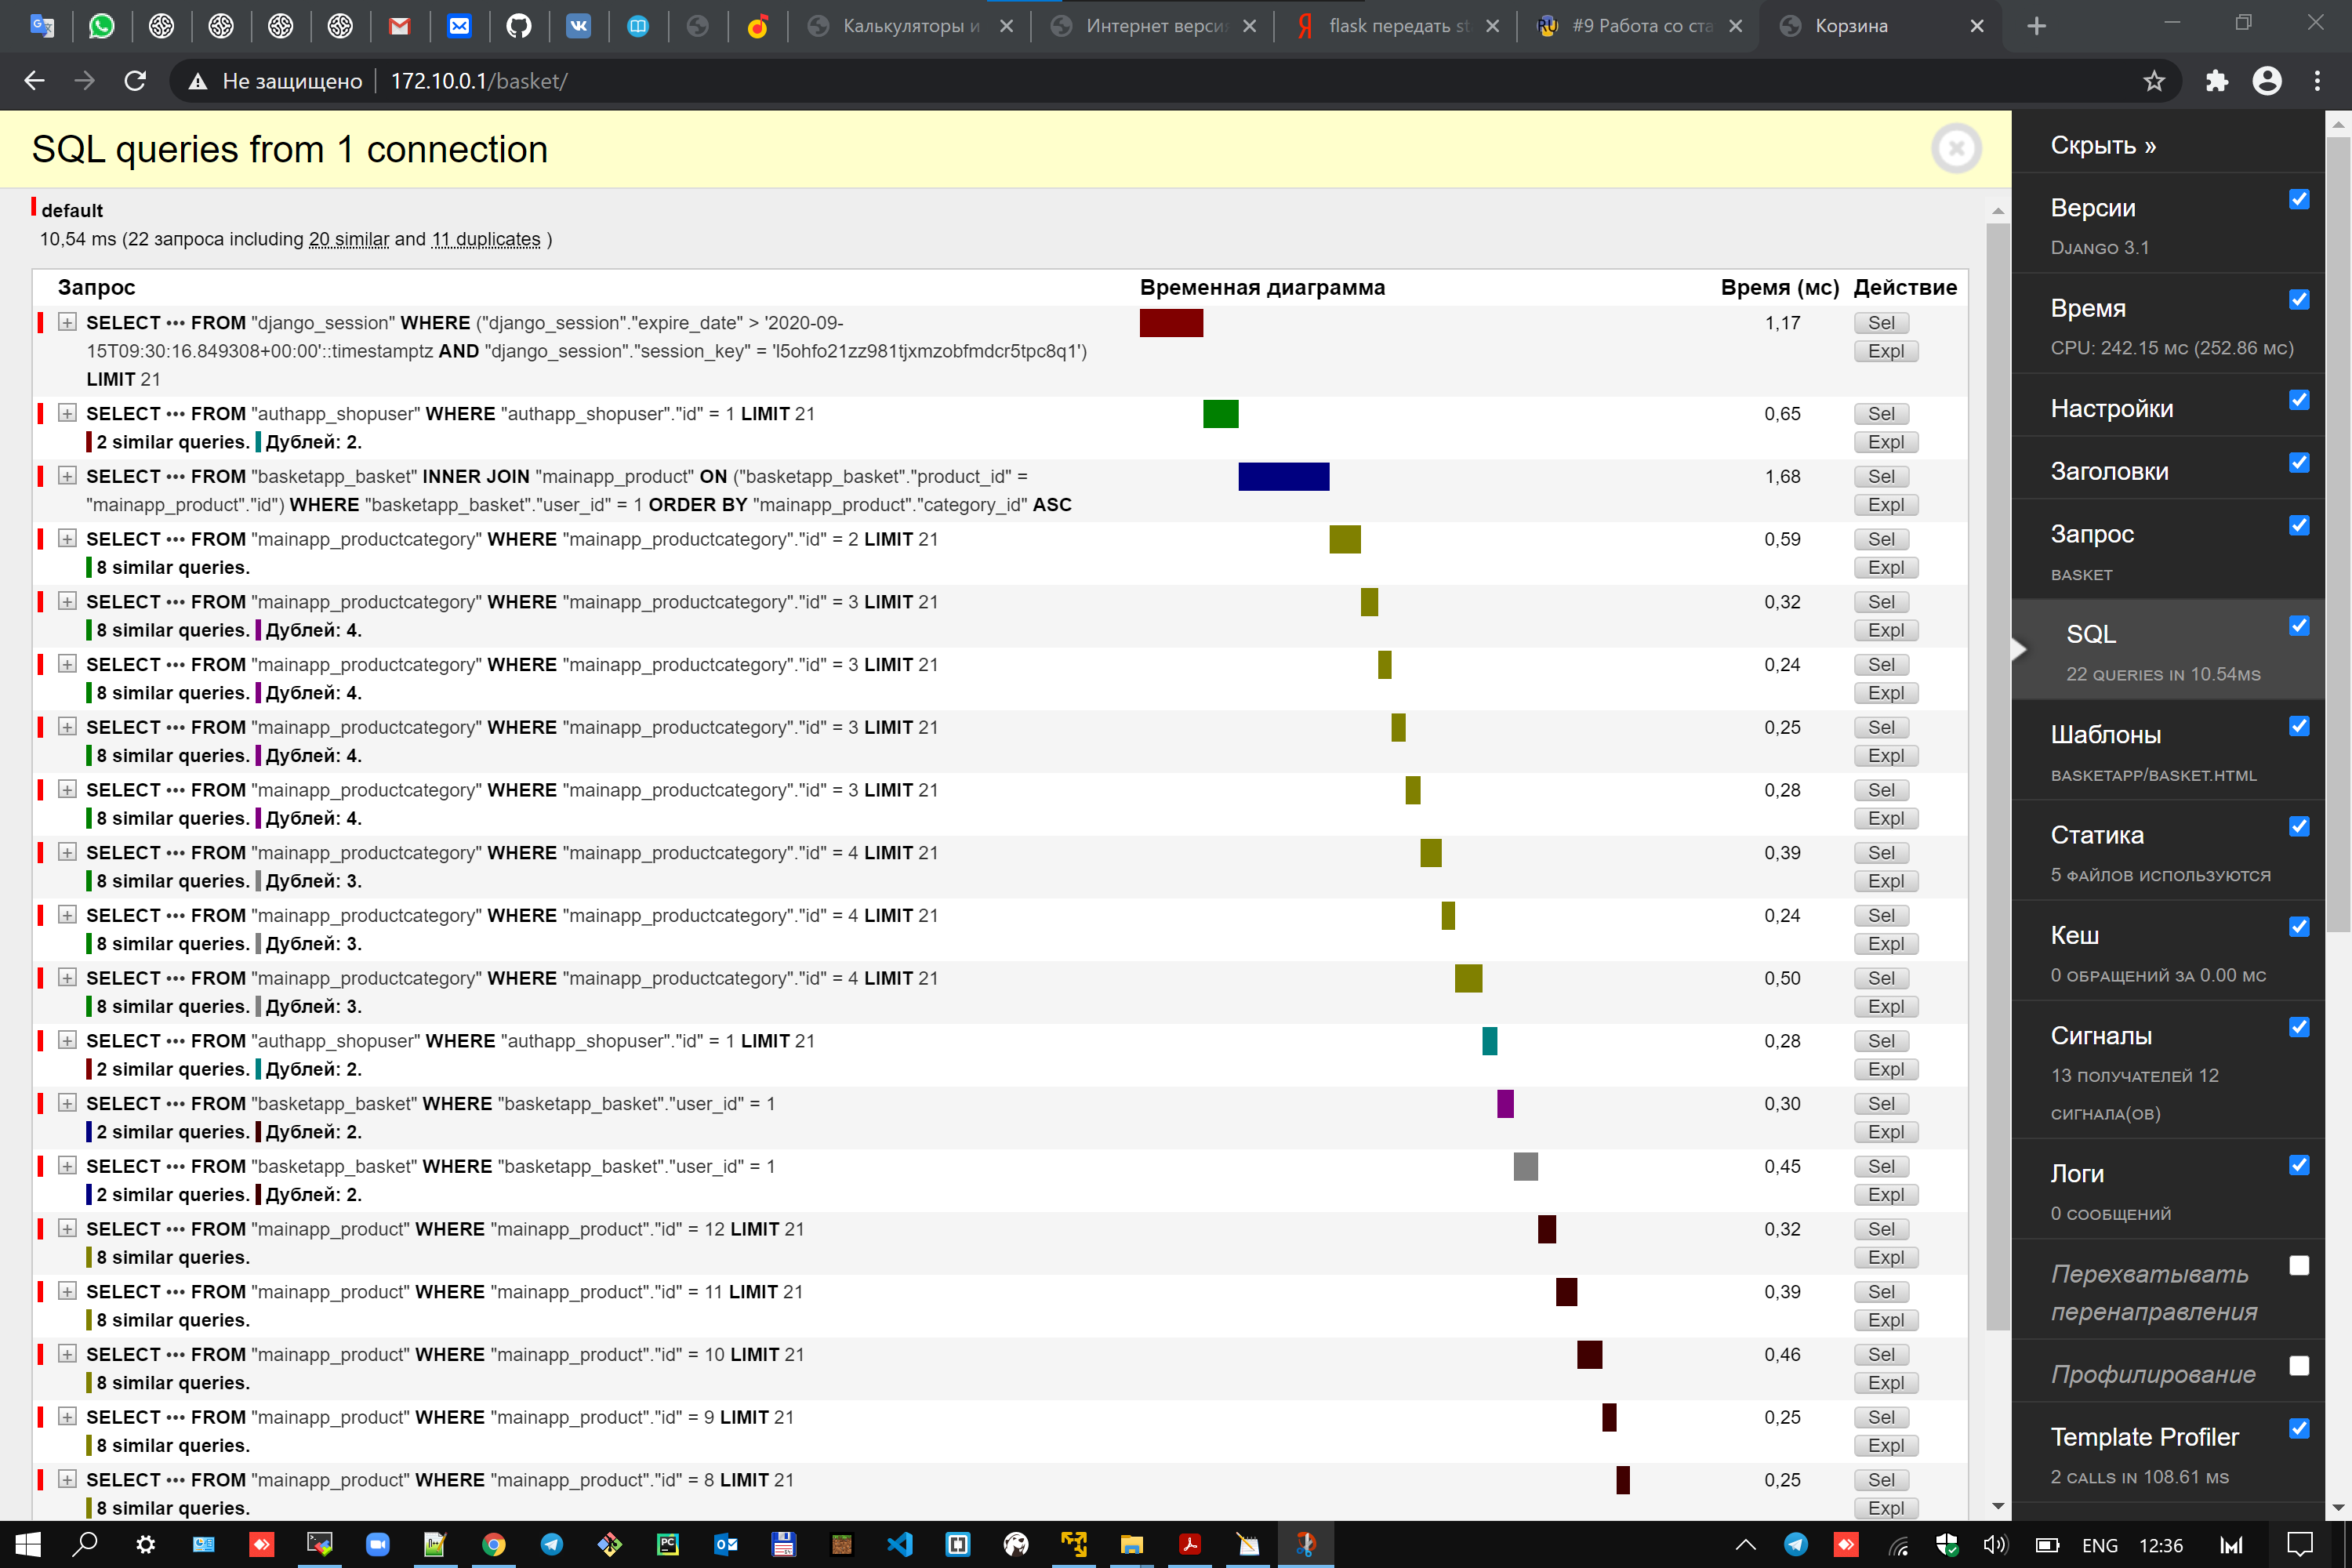 Калькуляторы и
Интернет верси
flask передать st
#9 Работа со ста
Корзина
Не защищено
172.10.0.1/basket/
SQL queries from 1 connection
default
10,54 ms (22 запроса including 20 similar and 11 duplicates )
Запрос Временная диаграмма Время (мс) Действие
SELECT ••• FROM "django_session" WHERE ("django_session"."expire_date" > '2020-09-
15T09:30:16.849308+00:00'::timestamptz AND "django_session"."session_key" = 'l5ohfo21zz981tjxmzobfmdcr5tpc8q1')
LIMIT 21
1,17 Sel
Expl
SELECT ••• FROM "authapp_shopuser" WHERE "authapp_shopuser"."id" = 1 LIMIT 21
2 similar queries. Дублей: 2.
0,65 Sel
Expl
SELECT ••• FROM "basketapp_basket" INNER JOIN "mainapp_product" ON ("basketapp_basket"."product_id" =
"mainapp_product"."id") WHERE "basketapp_basket"."user_id" = 1 ORDER BY "mainapp_product"."category_id" ASC
1,68 Sel
Expl
SELECT ••• FROM "mainapp_productcategory" WHERE "mainapp_productcategory"."id" = 2 LIMIT 21
8 similar queries.
0,59 Sel
Expl
SELECT ••• FROM "mainapp_productcategory" WHERE "mainapp_productcategory"."id" = 3 LIMIT 21
8 similar queries. Дублей: 4.
0,32 Sel
Expl
SELECT ••• FROM "mainapp_productcategory" WHERE "mainapp_productcategory"."id" = 3 LIMIT 21
8 similar queries. Дублей: 4.
0,24 Sel
Expl
SELECT ••• FROM "mainapp_productcategory" WHERE "mainapp_productcategory"."id" = 3 LIMIT 21
8 similar queries. Дублей: 4.
0,25 Sel
Expl
SELECT ••• FROM "mainapp_productcategory" WHERE "mainapp_productcategory"."id" = 3 LIMIT 21
8 similar queries. Дублей: 4.
0,28 Sel
Expl
SELECT ••• FROM "mainapp_productcategory" WHERE "mainapp_productcategory"."id" = 4 LIMIT 21
8 similar queries. Дублей: 3.
0,39 Sel
Expl
SELECT ••• FROM "mainapp_productcategory" WHERE "mainapp_productcategory"."id" = 4 LIMIT 21
8 similar queries. Дублей: 3.
0,24 Sel
Expl
SELECT ••• FROM "mainapp_productcategory" WHERE "mainapp_productcategory"."id" = 4 LIMIT 21
8 similar queries. Дублей: 3.
0,50 Sel
Expl
SELECT ••• FROM "authapp_shopuser" WHERE "authapp_shopuser"."id" = 1 LIMIT 21
2 similar queries. Дублей: 2.
0,28 Sel
Expl
SELECT ••• FROM "basketapp_basket" WHERE "basketapp_basket"."user_id" = 1
2 similar queries. Дублей: 2.
0,30 Sel
Expl
SELECT ••• FROM "basketapp_basket" WHERE "basketapp_basket"."user_id" = 1
2 similar queries. Дублей: 2.
0,45 Sel
Expl
SELECT ••• FROM "mainapp_product" WHERE "mainapp_product"."id" = 12 LIMIT 21
8 similar queries.
0,32 Sel
Expl
SELECT ••• FROM "mainapp_product" WHERE "mainapp_product"."id" = 11 LIMIT 21
8 similar queries.
0,39 Sel
Expl
SELECT ••• FROM "mainapp_product" WHERE "mainapp_product"."id" = 10 LIMIT 21
8 similar queries.
0,46 Sel
Expl
SELECT ••• FROM "mainapp_product" WHERE "mainapp_product"."id" = 9 LIMIT 21
8 similar queries.
0,25 Sel
Expl
SELECT ••• FROM "mainapp_product" WHERE "mainapp_product"."id" = 8 LIMIT 21
8 similar queries.
0,25 Sel
Expl
Скрыть »
Версии
Django 3.1
Время
CPU: 242.15 мс (252.86 мс)
Настройки
Заголовки
Запрос
basket
SQL
22 queries in 10.54ms
Шаблоны
basketapp/basket.html
Статика
5 файлов используются
Кеш
0 обращений за 0.00 мс
Сигналы
13 получателей 12
сигнала(ов)
Логи
0 сообщений
Перехватывать
перенаправления
Профилирование
Template Profiler
2 calls in 108.61 ms
ENG 12:36